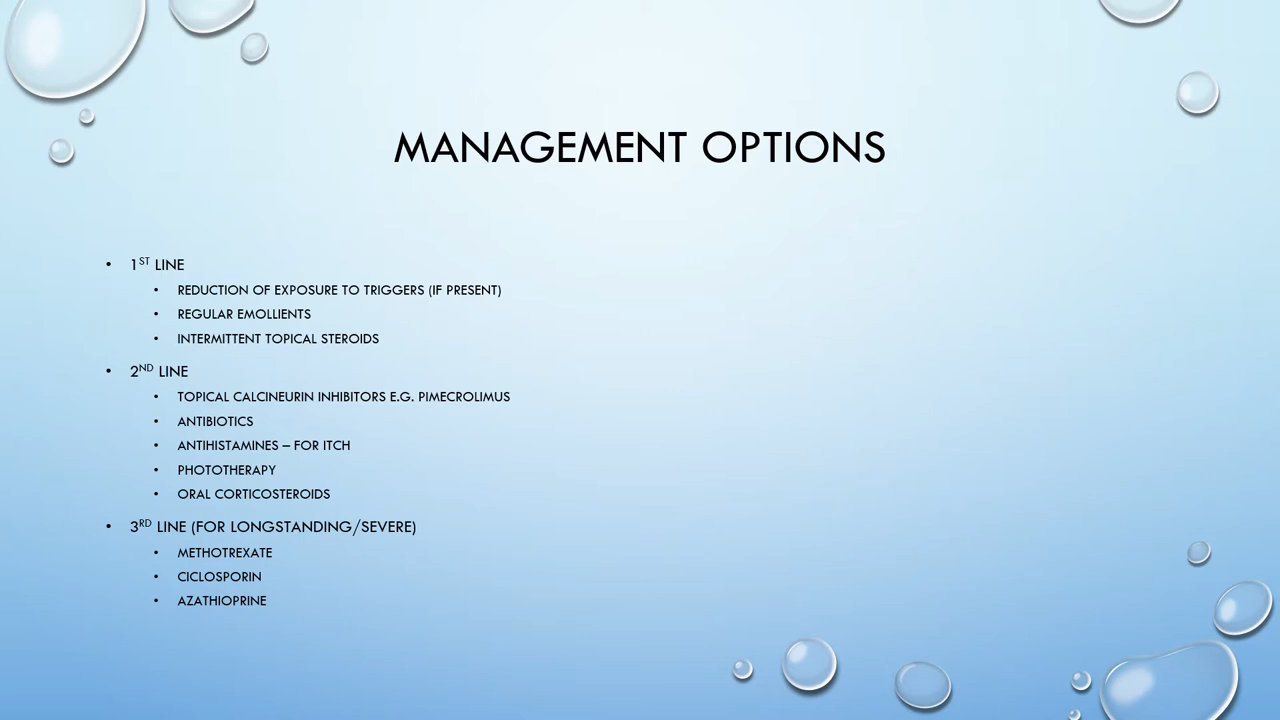 MANAGEMENT OPTIONS
• 1ST LINE
• REDUCTION OF EXPOSURE TO TRIGGERS (IF PRESENT)
• REGULAR EMOLLIENTS
• INTERMITTENT TOPICAL STEROIDS
• 2ND LINE
• TOPICAL CALCINEURIN INHIBITORS E.G. PIMECROLIMUS
• ANTIBIOTICS
• ANTIHISTAMINES – FOR ITCH
• PHOTOTHERAPY
• ORAL CORTICOSTEROIDS
• 3RD LINE (FOR LONGSTANDING/SEVERE)
• METHOTREXATE
• CICLOSPORIN
• AZATHIOPRINE